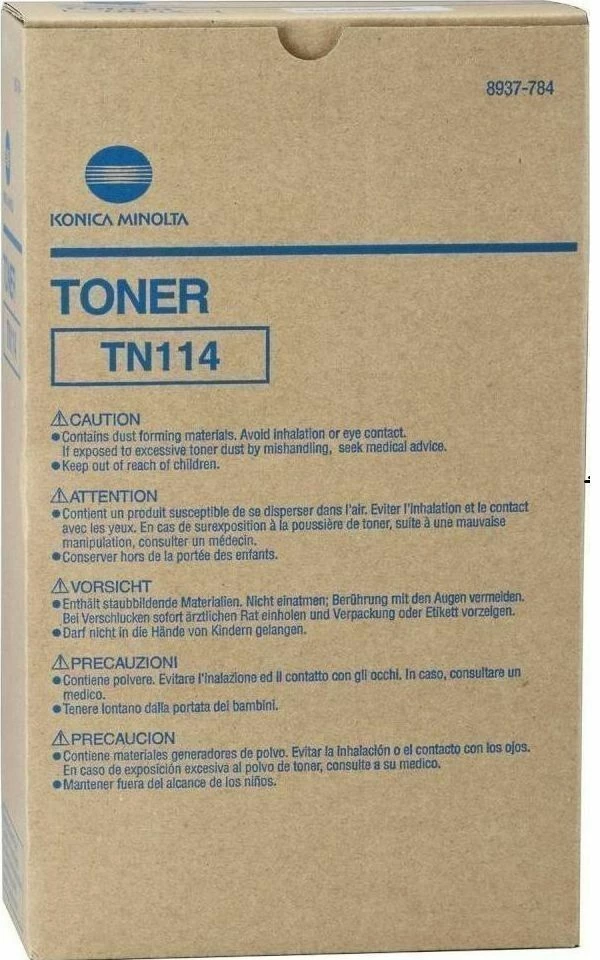 8937-784
KONICA MINOLTA
TONER
TN114
⚠CAUTION
●Contains dust forming materials. Avoid inhalation or eye contact.
If exposed to excessive toner dust by mishandling, seek medical advice.
●Keep out of reach of children.
⚠ATTENTION
●Contient un produit susceptible de se disperser dans l'air. Eviter l'inhalation et le contact
avec les yeux. En cas de surexposition à la poussière de toner, suite à une mauvaise
manipulation, consulter un médecin.
●Conserver hors de la portée des enfants.
⚠VORSICHT
●Enthält staubbildende Materialien. Nicht einatmen; Berührung mit den Augen vermeiden.
Bei Verschlucken sofort ärztlichen Rat einholen und Verpackung oder Etikett vorzeigen.
●Darf nicht in die Hände von Kindern gelangen.
⚠PRECAUZIONI
●Contiene polvere. Evitare l'inalazione ed il contatto con gli occhi. In caso, consultare un
medico.
●Tenere lontano dalla portata dei bambini.
⚠PRECAUCION
●Contiene materiales generadores de polvo. Evitar la inhalación o el contacto con los ojos.
En caso de exposición excesiva al polvo de toner, consulte a su medico.
●Mantener fuera del alcance de los niños.